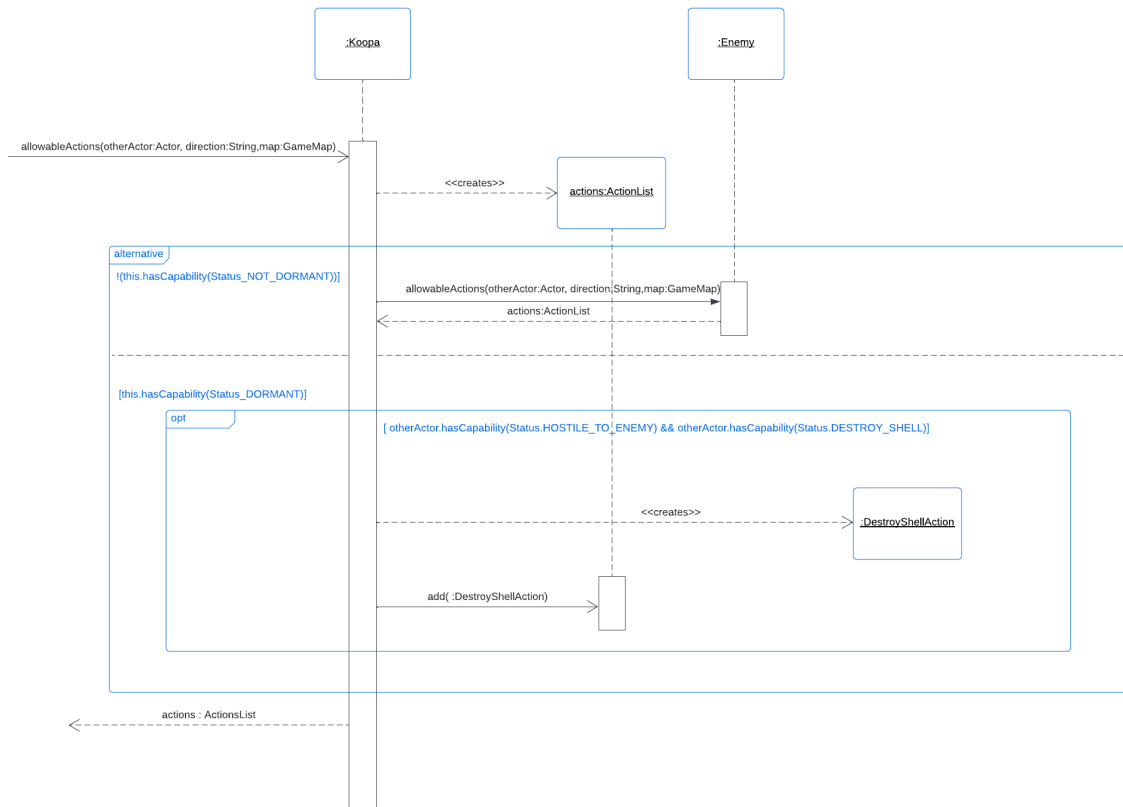 :Koopa
:Enemy
allowableActions(otherActor:Actor, direction:String,map:GameMap)
<<creates>>
actions:ActionList
alternative
!(this.hasCapability(Status_NOT_DORMANT))]
allowableActions(otherActor:Actor, direction:String,map:GameMap)
actions:ActionList
[this.hasCapability(Status_DORMANT)]
opt
[ otherActor.hasCapability(Status.HOSTILE_TO_ENEMY) && otherActor.hasCapability(Status.DESTROY_SHELL)]
<<creates>>
:DestroyShellAction
add( :DestroyShellAction)
actions : ActionsList